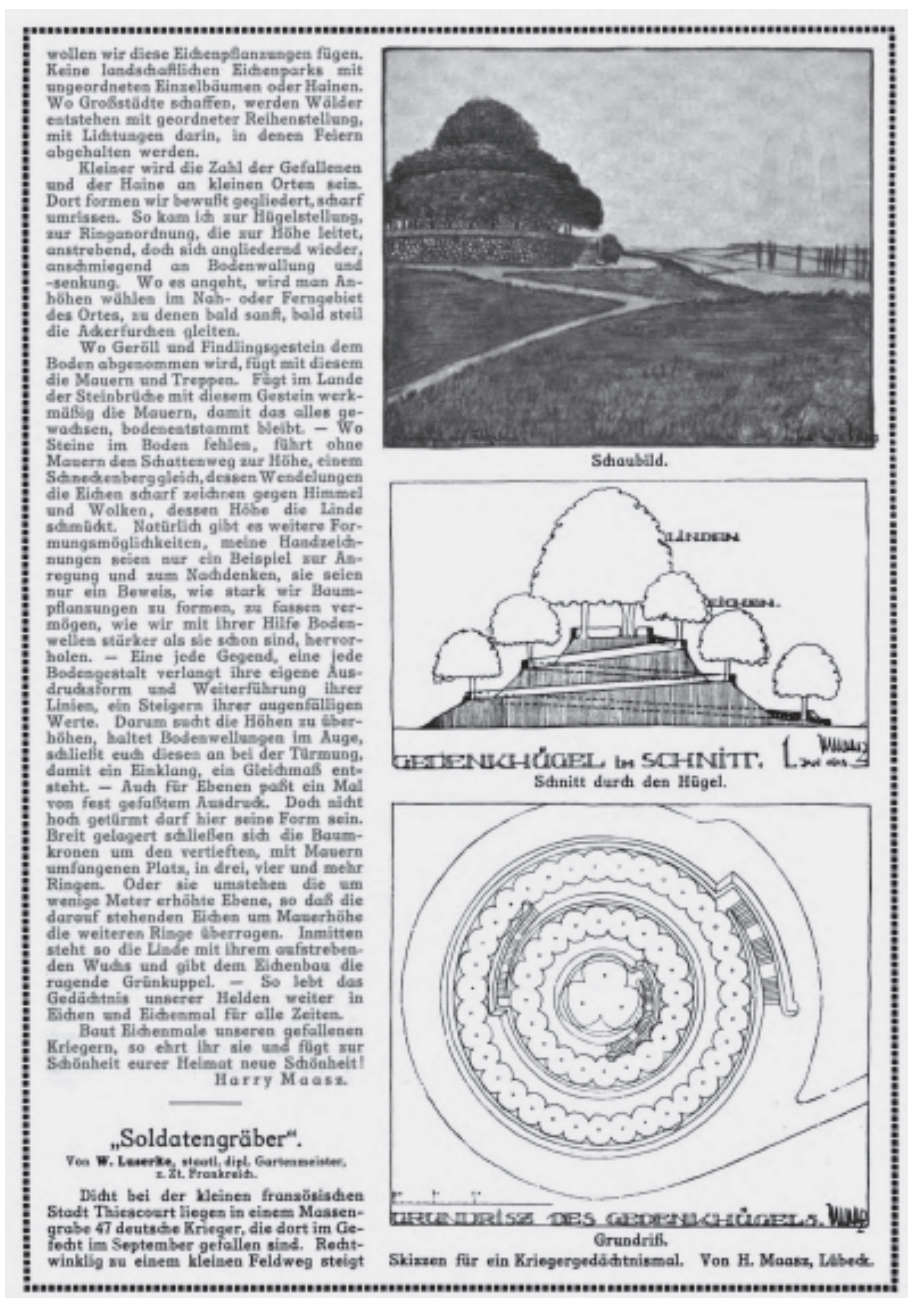 wollen wir diese Eichenpflanzungen fügen.
Keine landschaftlichen Eichenparks mit
ungeordneten Einzelbäumen oder Hainen.
Wo Großstädte schaffen, werden Wälder
entstehen mit geordneter Reihenstellung,
mit Lichtungen darin, in denen Feiern
abgehalten werden.
Kleiner wird die Zahl der Gefallenen
und der Haine an kleinen Orten sein.
Dort formen wir bewußt gegliedert, scharf
umrissen. So kam ich zur Hügelstellung,
zur Ringanordnung, die zur Höhe leitet,
anstrebend, doch sich angliedernd wieder,
anschmiegend an Bodenwallung und
-senkung. Wo es angeht, wird man An-
höhen wählen im Nah- oder Ferngebiet
des Ortes, zu denen bald sanft, bald steil
die Ackerfurchen gleiten.
Wo Geröll und Findlingsgestein dem
Boden abgenommen wird, fügt mit diesem
die Mauern und Treppen. Fügt im Lande
der Steinbrüche mit diesem Gestein werk-
mäßig die Mauern, damit das alles ge-
wachsen, bodenentstammt bleibt. — Wo
Steine im Boden fehlen, führt ohne
Mauern den Schattenweg zur Höhe, einem
Schneckenberg gleich, dessen Wendelungen
die Eichen scharf zeichnen gegen Himmel
und Wolken, dessen Höhe die Linde
schmückt. Natürlich gibt es weitere For-
mungsmöglichkeiten, meine Handzeich-
nungen seien nur ein Beispiel zur An-
regung und zum Nachdenken, sie seien
nur ein Beweis, wie stark wir Baum-
pflanzungen zu formen, zu fassen ver-
mögen, wie wir mit ihrer Hilfe Boden-
wellen stärker als sie schon sind, hervor-
holen. — Eine jede Gegend, eine jede
Bodengestalt verlangt ihre eigene Aus-
drucksform und Weiterführung ihrer
Linien, ein Steigern ihrer augenfälligen
Werte. Darum sucht die Höhen zu über-
höhen, haltet Bodenwellungen im Auge,
schließt euch diesen an bei der Türmung,
damit ein Einklang, ein Gleichmaß ent-
steht. — Auch für Ebenen paßt ein Mal
von fest gefaßtem Ausdruck. Doch nicht
hoch getürmt darf hier seine Form sein.
Breit gelagert schließen sich die Baum-
kronen um den vertieften, mit Mauern
umfangenen Platz, in drei, vier und mehr
Ringen. Oder sie umstehen die um
wenige Meter erhöhte Ebene, so daß die
darauf stehenden Eichen um Mauerhöhe
die weiteren Ringe überragen. Inmitten
steht so die Linde mit ihrem aufstreben-
den Wuchs und gibt dem Eichenbau die
ragende Grünkuppel. — So lebt das
Gedächtnis unserer Helden weiter in
Eichen und Eichenmal für alle Zeiten.
Baut Eichenmale unseren gefallenen
Kriegern, so ehrt ihr sie und fügt zur
Schönheit eurer Heimat neue Schönheit!
Harry Maasz.
„Soldatengräber“.
Von W. Luserke, staatl. dipl. Gartenmeister,
z. Zt. Frankreich.
Dicht bei der kleinen französischen
Stadt Thiescourt liegen in einem Massen-
grabe 47 deutsche Krieger, die dort im Ge-
fecht im September gefallen sind. Recht-
winklig zu einem kleinen Feldweg steigt
Schaubild.
LINDEN
EICHEN.
GEDENKHÜGEL IM SCHNITT.
Schnitt durch den Hügel.
GRUNDRISZ DES GEDENKHÜGELS.
Grundriß.
Skizzen für ein Kriegergedächtnismal. Von H. Maasz, Lübeck.